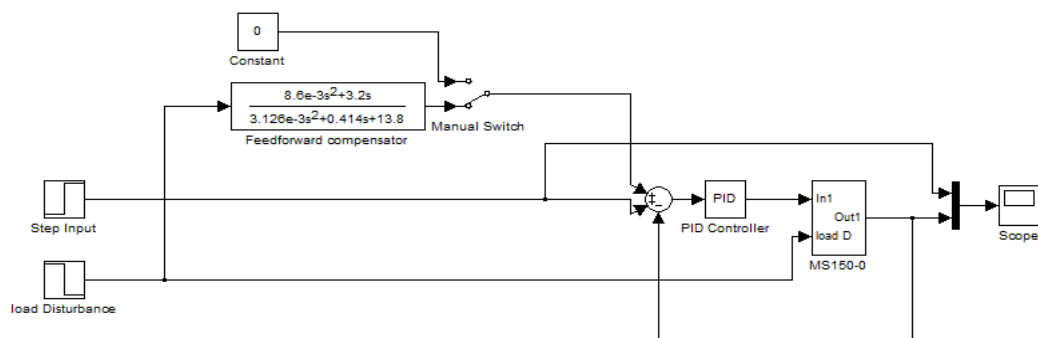 0
Constant
8.6e-3s²+3.2s
3.126e-3s²+0.414s+13.8
Feedforward compensator
Manual Switch
Step Input
+
+
−
PID
PID Controller
In1
Out1
load D
MS150-0
Scope
load Disturbance